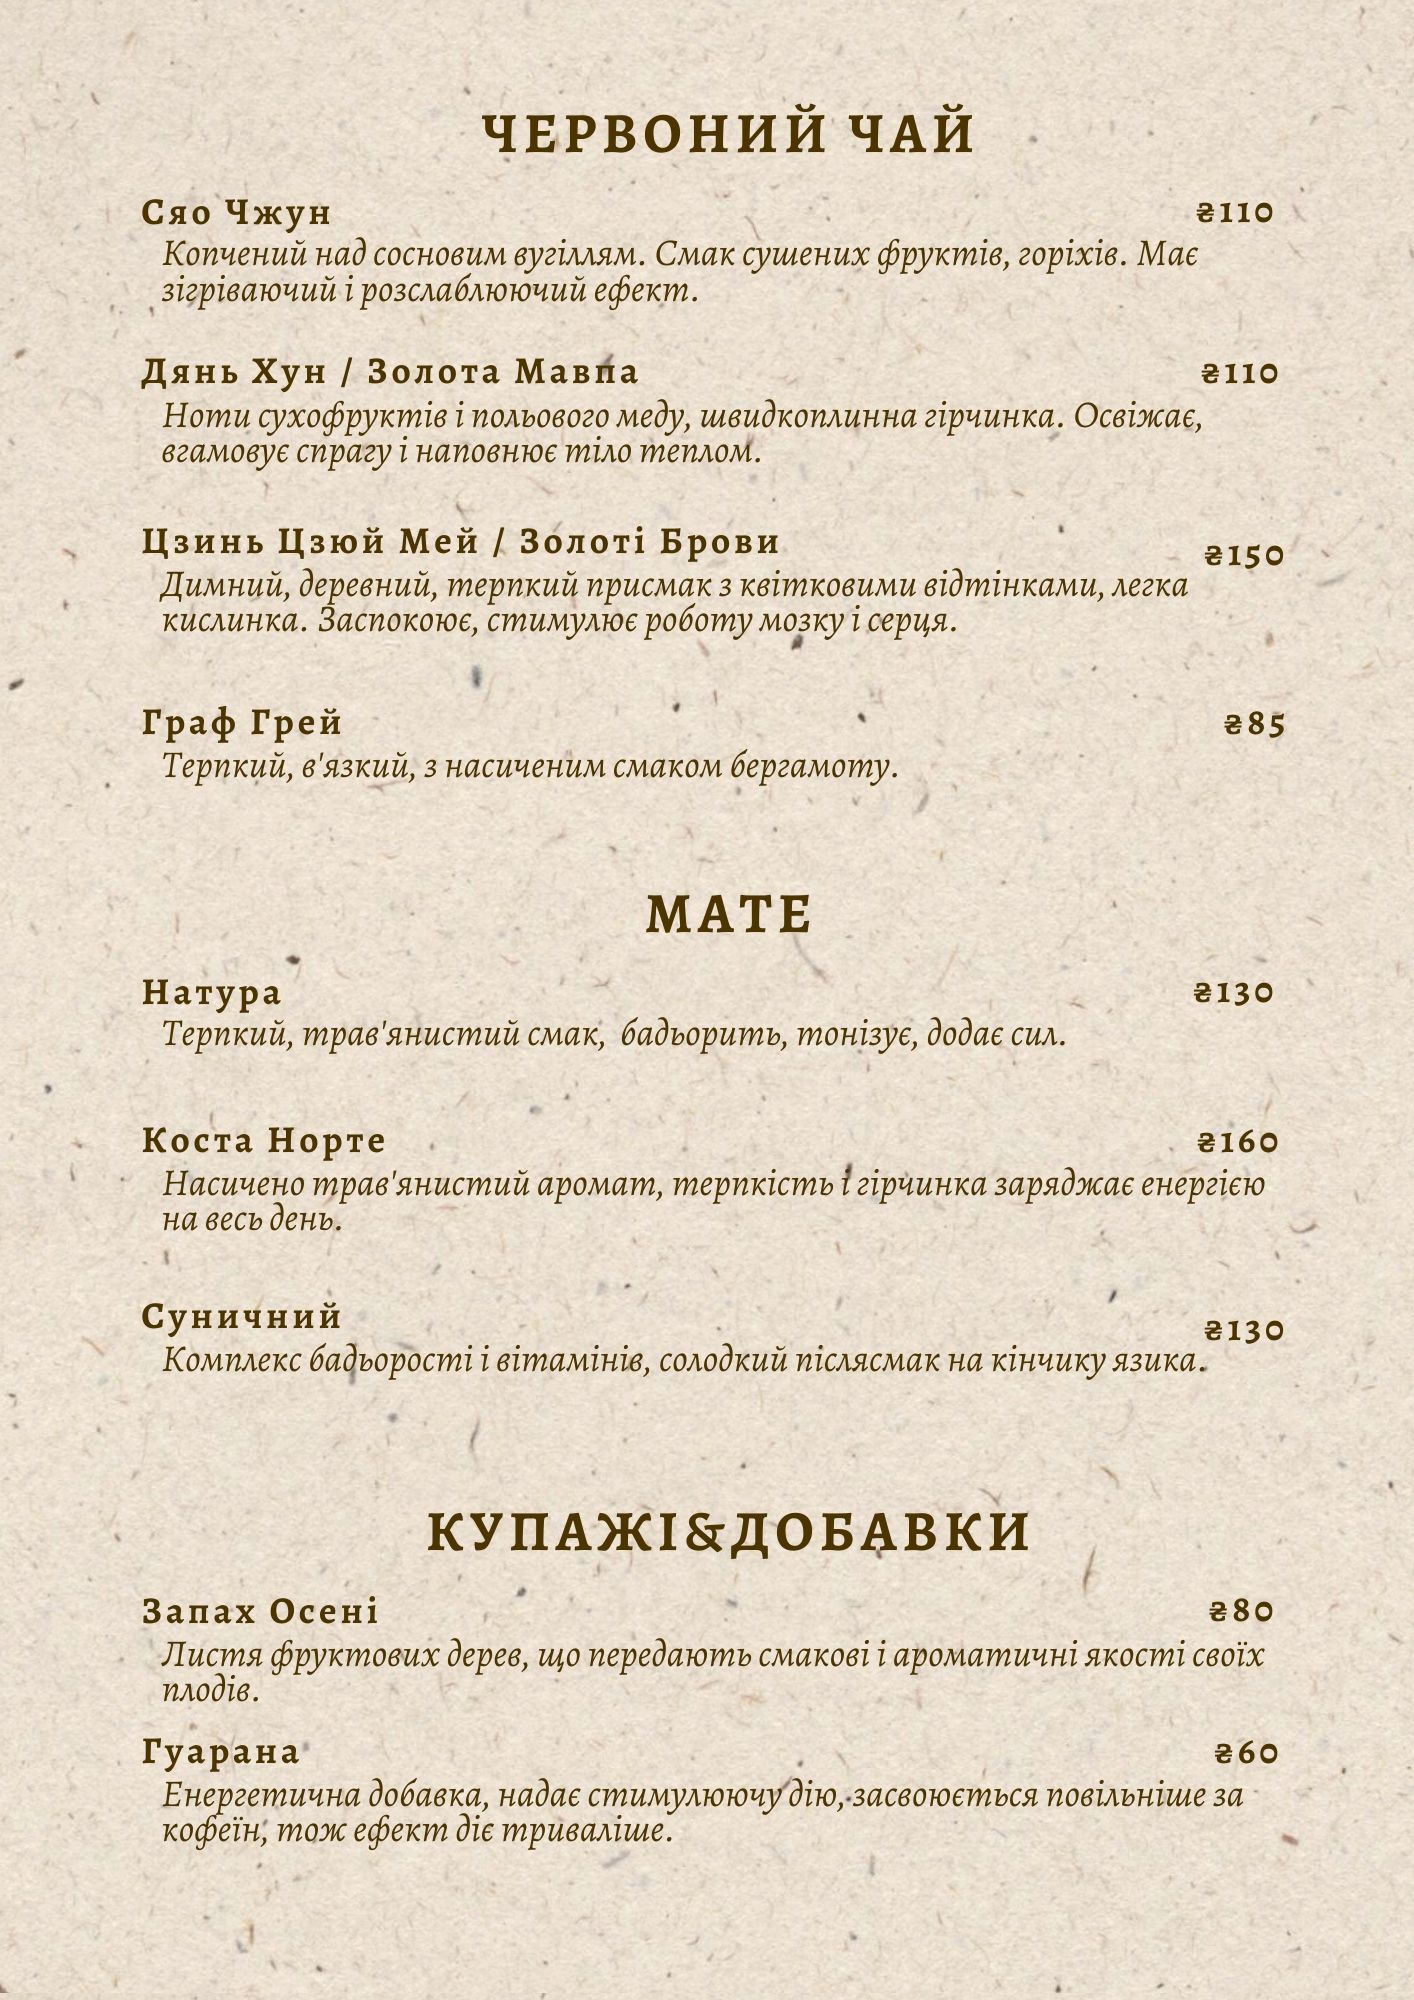 ЧЕРВОНИЙ ЧАЙ
Сяо Чжун ₴110
Копчений над сосновим вугіллям. Смак сушених фруктів, горіхів. Має
зігріваючий і розслаблюючий ефект.
Дянь Хун / Золота Мавпа ₴110
Ноти сухофруктів і польового меду, швидкоплинна гірчинка. Освіжає,
вгамовує спрагу і наповнює тіло теплом.
Цзинь Цзюй Мей / Золоті Брови ₴150
Димний, деревний, терпкий присмак з квітковими відтінками, легка
кислинка. Заспокоює, стимулює роботу мозку і серця.
Граф Грей ₴85
Терпкий, в'язкий, з насиченим смаком бергамоту.
МАТЕ
Натура ₴130
Терпкий, трав'янистий смак, бадьорить, тонізує, додає сил.
Коста Норте ₴160
Насичено трав'янистий аромат, терпкість і гірчинка заряджає енергією
на весь день.
Суничний ₴130
Комплекс бадьорості і вітамінів, солодкий післясмак на кінчику язика.
КУПАЖІ&ДОБАВКИ
Запах Осені ₴80
Листя фруктових дерев, що передають смакові і ароматичні якості своїх
плодів.
Гуарана ₴60
Енергетична добавка, надає стимулюючу дію, засвоюється повільніше за
кофеїн, тож ефект діє триваліше.